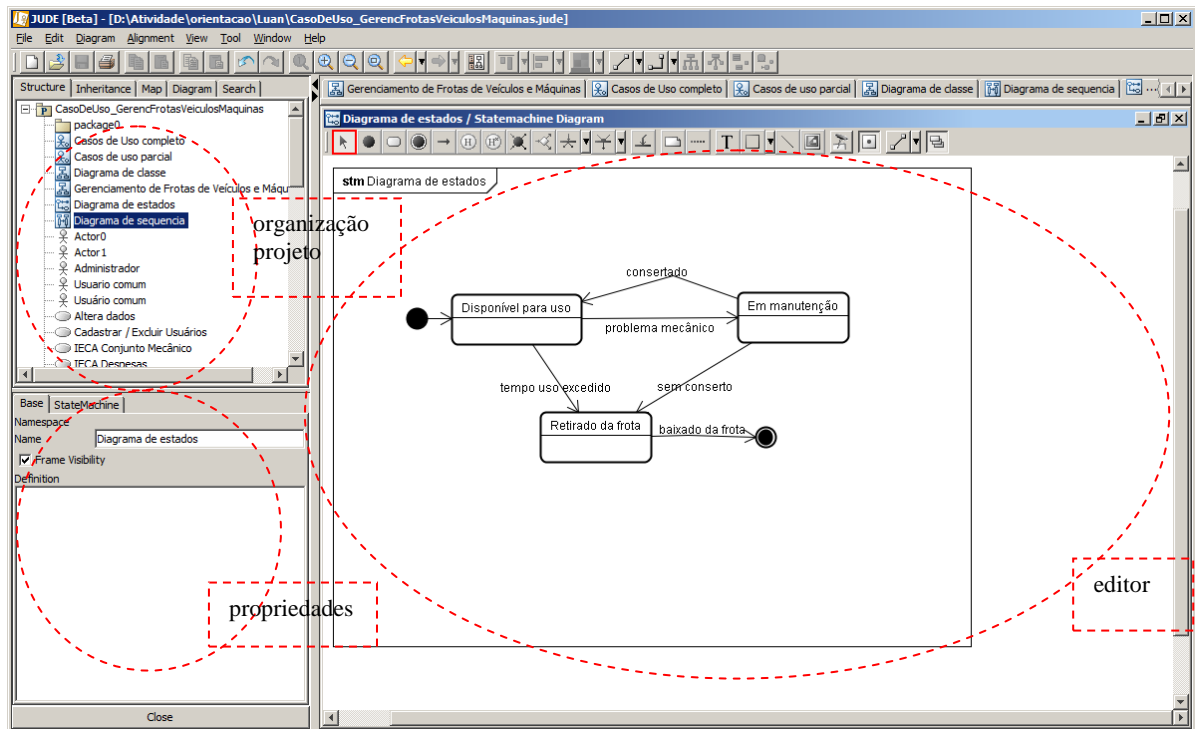 JUDE [Beta] - [D:\Atividade\orientacao\Luan\CasoDeUso_GerencFrotasVeiculosMaquinas.jude]
File Edit Diagram Alignment View Tool Window Help
Structure Inheritance Map Diagram Search
Gerenciamento de Frotas de Veículos e Máquinas Casos de Uso completo Casos de uso parcial Diagrama de classe Diagrama de sequencia
CasoDeUso_GerencFrotasVeiculosMaquinas
package0
Casos de Uso completo
Casos de uso parcial
Diagrama de classe
Gerenciamento de Frotas de Veículos e Máqu
Diagrama de estados
Diagrama de sequencia
Actor0
Actor1
Administrador
Usuario comum
Usuário comum
Altera dados
Cadastrar / Excluir Usuários
IECA Conjunto Mecânico
IECA Despesas
organização
projeto
Base StateMachine
Namespace
Name Diagrama de estados
Frame Visibility
Definition
propriedades
Close
Diagrama de estados / Statemachine Diagram
H H* T
stm Diagrama de estados
consertado
Disponível para uso
Em manutenção
problema mecânico
tempo uso excedido
sem conserto
Retirado da frota
baixado da frota
editor